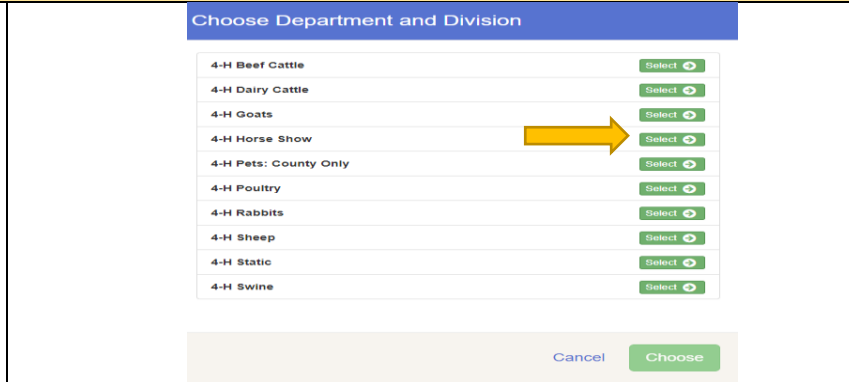 Choose Department and Division
4-H Beef Cattle Select
4-H Dairy Cattle Select
4-H Goats Select
4-H Horse Show Select
4-H Pets: County Only Select
4-H Poultry Select
4-H Rabbits Select
4-H Sheep Select
4-H Static Select
4-H Swine Select
Cancel Choose